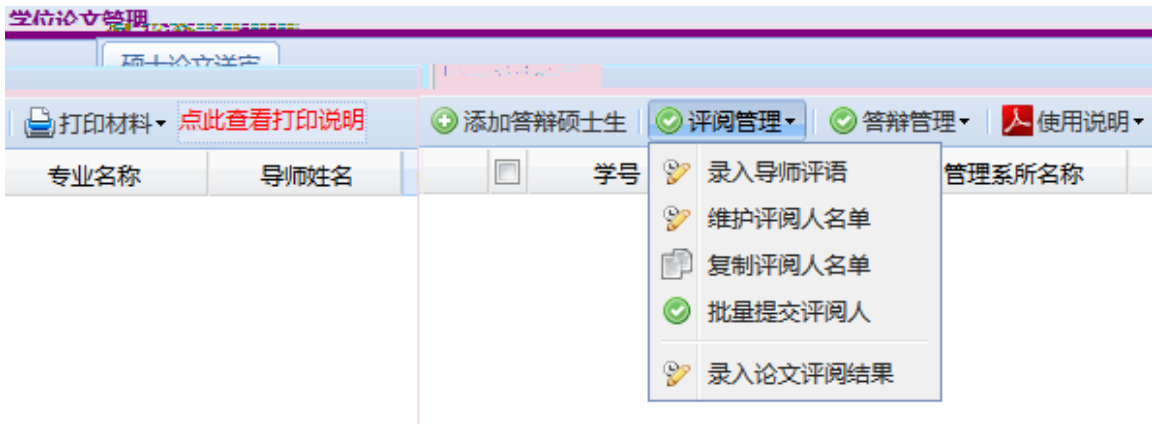 学位论文管理
硕士论文送审
打印材料 点此查看打印说明 添加答辩硕士生 评阅管理 答辩管理 使用说明
专业名称 导师姓名 学号 管理系所名称
录入导师评语
维护评阅人名单
复制评阅人名单
批量提交评阅人
录入论文评阅结果